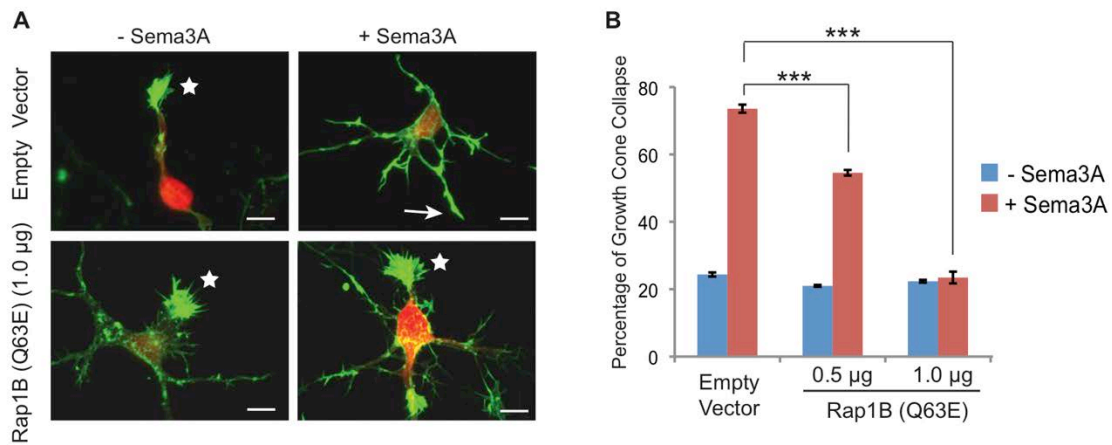 A
- Sema3A
+ Sema3A
Empty Vector
Rap1B (Q63E) (1.0 µg)
B
***
***
Percentage of Growth Cone Collapse
80
60
40
20
0
Empty
Vector
0.5 µg
1.0 µg
Rap1B (Q63E)
- Sema3A
+ Sema3A